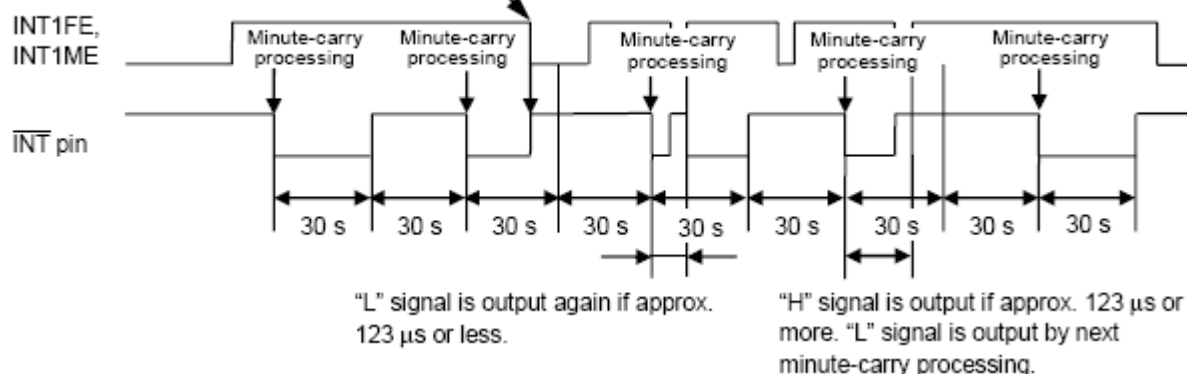 INT1FE,
INT1ME
Minute-carry
processing
Minute-carry
processing
Minute-carry
processing
Minute-carry
processing
Minute-carry
processing
INT pin
30 s
30 s
30 s
30 s
30 s
30 s
30 s
30 s
30 s
“L” signal is output again if approx.
123 μs or less.
“H” signal is output if approx. 123 μs or
more. “L” signal is output by next
minute-carry processing.